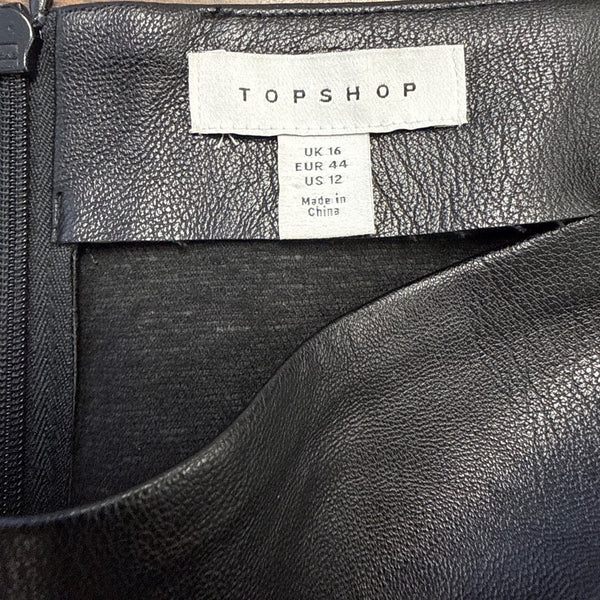 TOPSHOP
UK 16
EUR 44
US 12
Made in
China